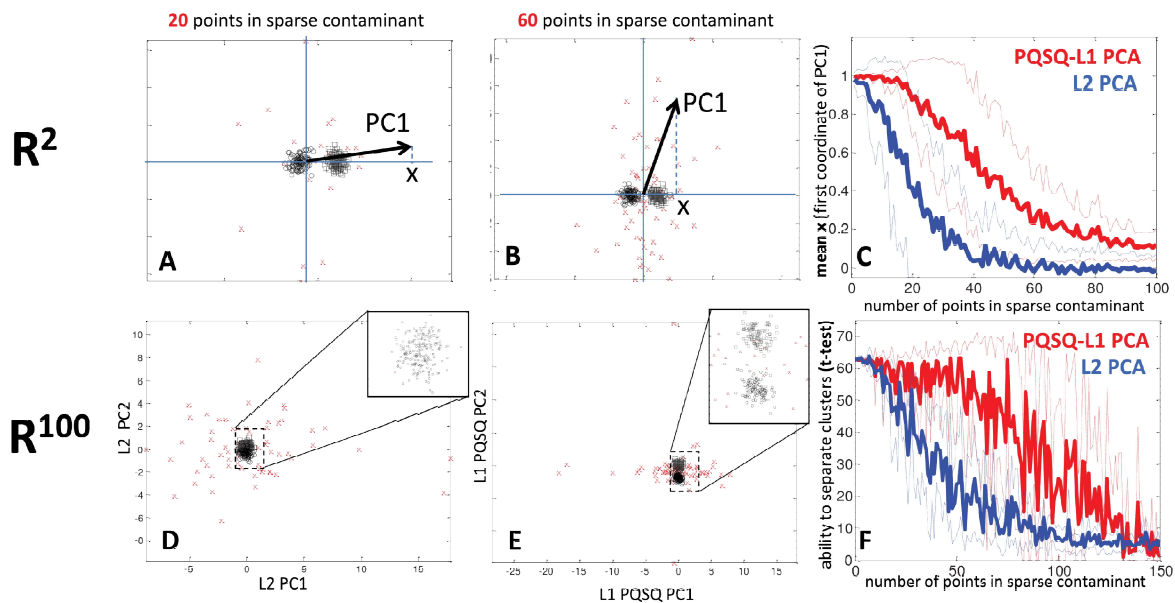 20 points in sparse contaminant
60 points in sparse contaminant
R2
PC1
x
A
PC1
x
B
PQSQ-L1 PCA
L2 PCA
mean x (first coordinate of PC1)
1
0.8
0.6
0.4
0.2
0
C
0 20 40 60 80 100
number of points in sparse contaminant
R100
10
8
6
4
2
0
-2
-4
-6
-8
L2 PC2
D
-5 0 5 10 15
L2 PC1
L1 PQSQ PC2
E
-25 -20 -15 -10 -5 0 5 10 15
L1 PQSQ PC1
PQSQ-L1 PCA
L2 PCA
ability to separate clusters (t-test)
70
60
50
40
30
20
10
0
F
0 50 100 150
number of points in sparse contaminant